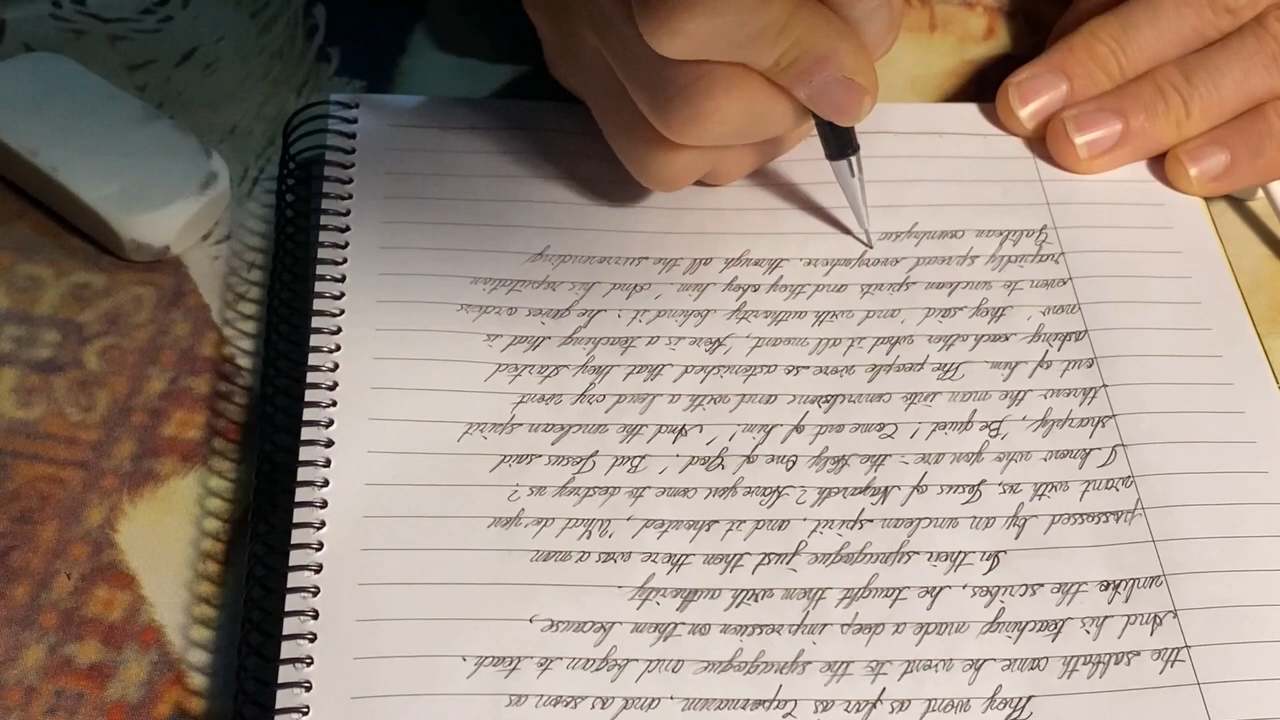 They went as far as Capernaum, and as soon as
the sabbath came he went to the synagogue and began to teach.
And his teaching made a deep impression on them because,
unlike the scribes, he taught them with authority.
In their synagogue just then there was a man
possessed by an unclean spirit, and it shouted, 'What do you
want with us, Jesus of Nazareth? Have you come to destroy us?
I know who you are - the Holy One of God.' But Jesus said
sharply, 'Be quiet! Come out of him!' And the unclean spirit
threw the man into convulsions and with a loud cry went
out of him. The people were so astonished that they started
asking each other what it all meant, 'Here is a teaching that is
new' they said 'and with authority behind it: he gives orders
even to unclean spirits and they obey him.' And his reputation
rapidly spread everywhere through all the surrounding
Galilean countrysi